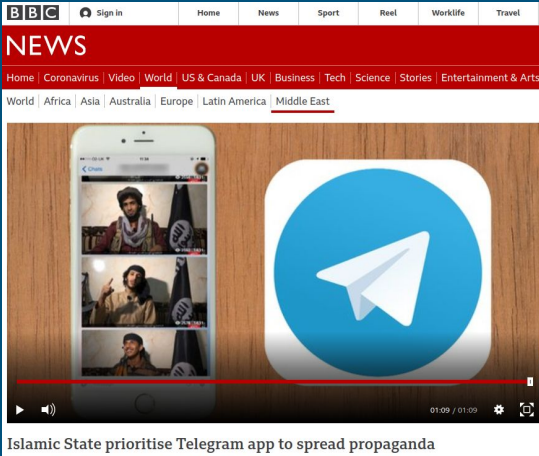 BBC Sign in Home News Sport Reel Worklife Travel
NEWS
Home Coronavirus Video World US & Canada UK Business Tech Science Stories Entertainment & Arts
World Africa Asia Australia Europe Latin America Middle East
Chats
01:09 / 01:09
Islamic State prioritise Telegram app to spread propaganda